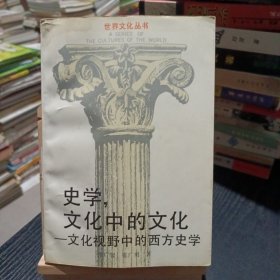 世界文化丛书
A SERIES OF
THE CULTURES OF THE WORLD
史学,
文化中的文化
—文化视野中的西方史学